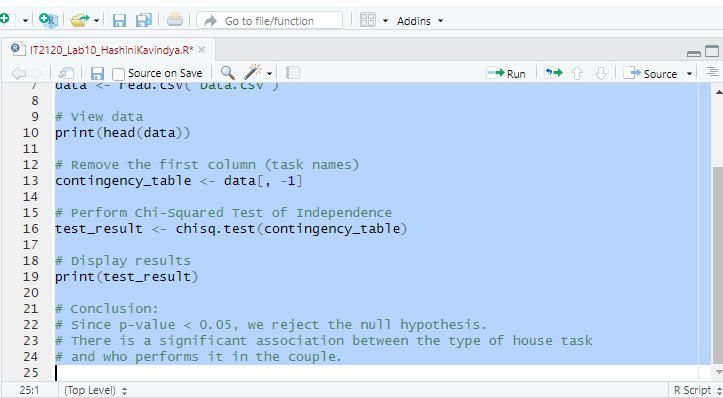 Go to file/function
Addins
IT2120_Lab10_HashiniKavindya.R*
Source on Save
Run
Source
7 data <- read.csv("Data.csv")
8
9 # View data
10 print(head(data))
11
12 # Remove the first column (task names)
13 contingency_table <- data[, -1]
14
15 # Perform Chi-Squared Test of Independence
16 test_result <- chisq.test(contingency_table)
17
18 # Display results
19 print(test_result)
20
21 # Conclusion:
22 # Since p-value < 0.05, we reject the null hypothesis.
23 # There is a significant association between the type of house task
24 # and who performs it in the couple.
25
25:1 (Top Level) R Script